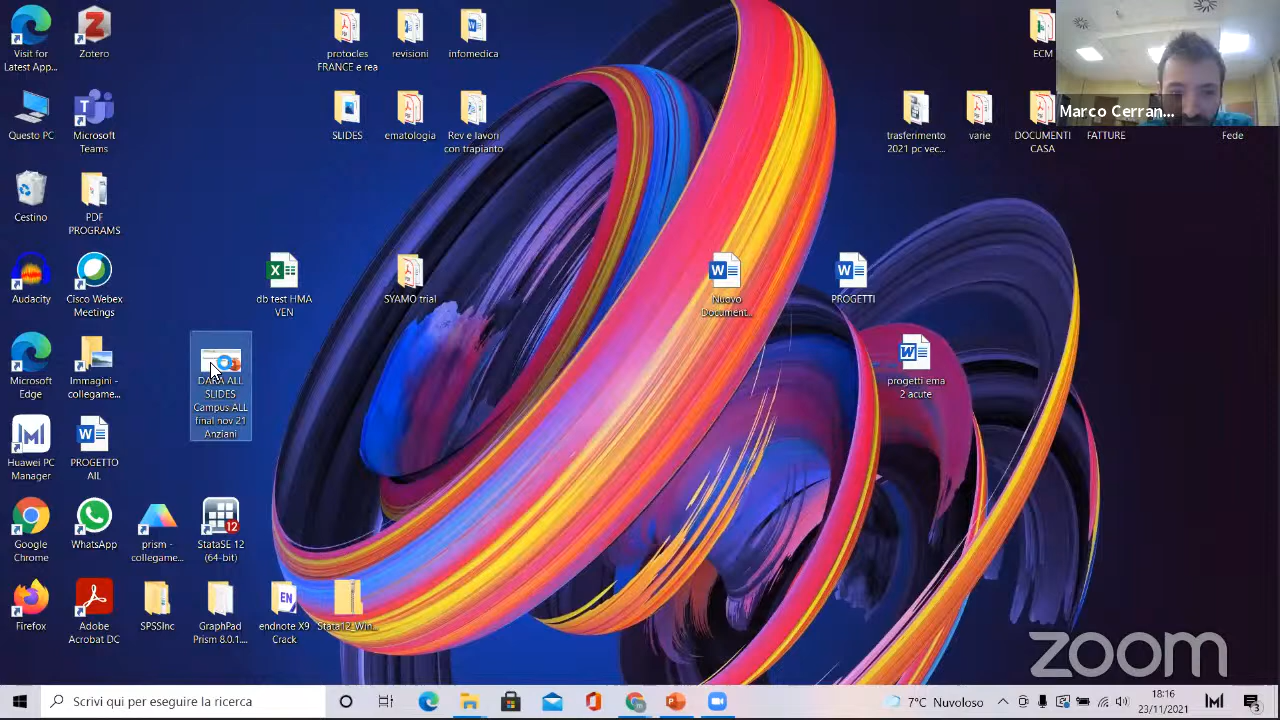 Visit for
Latest App...
Zotero
protocles
FRANCE e rea
revisioni
infomedica
ECM
Marco Cerran...
Questo PC
Microsoft
Teams
SLIDES
ematologia
Rev e lavori
con trapianto
trasferimento
2021 pc vec...
varie
DOCUMENTI
CASA
FATTURE
Fede
Cestino
PDF
PROGRAMS
Audacity
Cisco Webex
Meetings
db test HMA
VEN
SYAMO trial
Nuovo
Document...
PROGETTI
Microsoft
Edge
Immagini -
collegame...
DARA ALL
SLIDES
Campus ALL
final nov 21
Anziani
progetti ema
2 acute
Huawei PC
Manager
PROGETTO
AIL
Google
Chrome
WhatsApp
prism -
collegame...
StataSE 12
(64-bit)
Firefox
Adobe
Acrobat DC
SPSSInc
GraphPad
Prism 8.0.1....
endnote X9
Crack
Stata12_Win...
zoom
Scrivi qui per eseguire la ricerca
7°C Nuvoloso
18:16
23/11/2021
3